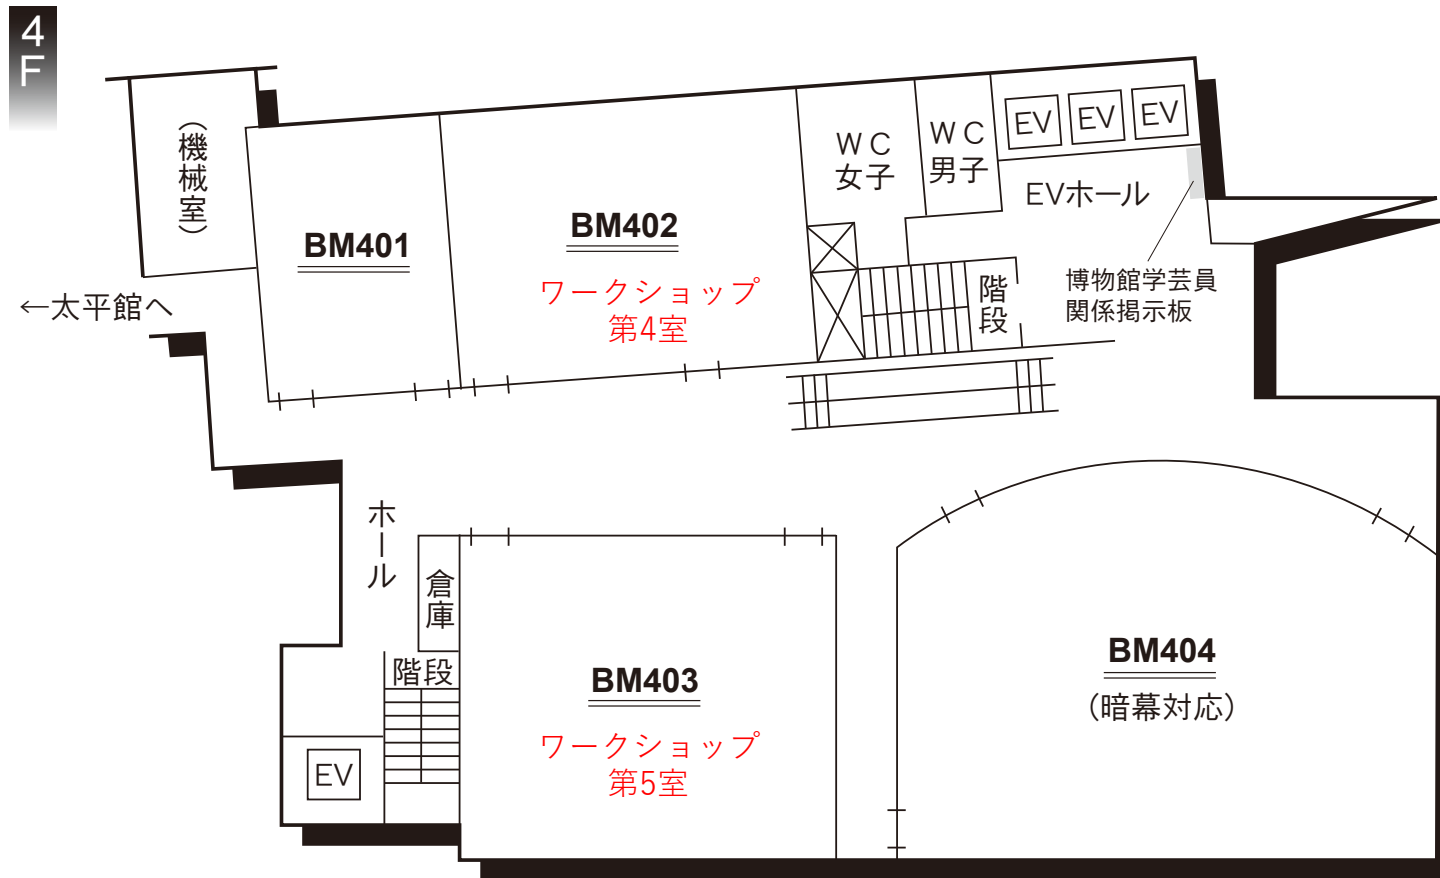 4F
（機械室）
←太平館へ
BM401
BM402
ワークショップ
第4室
WC
女子
WC
男子
EV
EV
EV
EVホール
階段
博物館学芸員
関係掲示板
ホール
倉庫
階段
EV
BM403
ワークショップ
第5室
BM404
（暗幕対応）